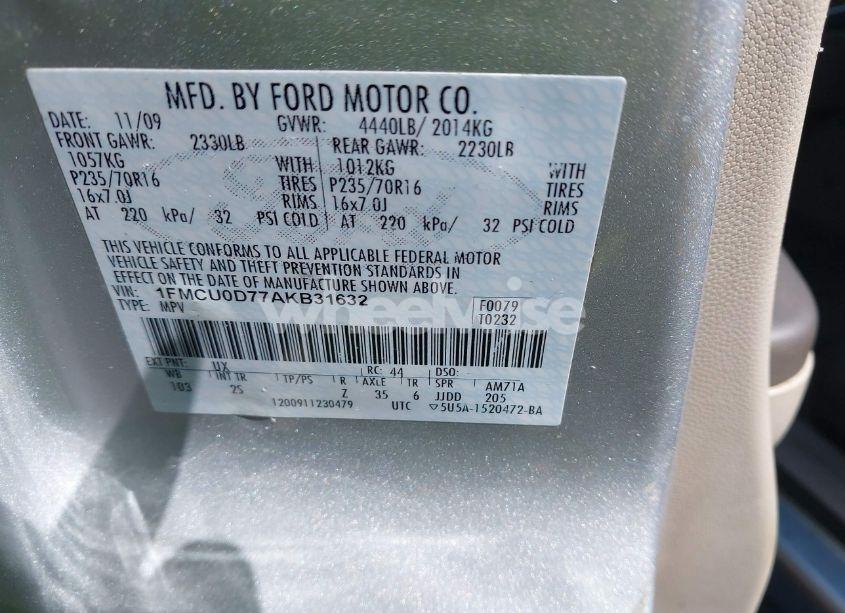 MFD. BY FORD MOTOR CO.
DATE: 11/09 GVWR: 4440LB/ 2014KG
FRONT GAWR: 2330LB REAR GAWR: 2230LB
1057KG WITH 1012KG WITH
P235/70R16 TIRES P235/70R16 TIRES
16x7.0J RIMS 16x7.0J RIMS
AT 220 kPa/ 32 PSI COLD AT 220 kPa/ 32 PSI COLD
THIS VEHICLE CONFORMS TO ALL APPLICABLE FEDERAL MOTOR
VEHICLE SAFETY AND THEFT PREVENTION STANDARDS IN
EFFECT ON THE DATE OF MANUFACTURE SHOWN ABOVE.
VIN: 1FMCU0D77AKB31632 F0079
TYPE: MPV T0232
wheelwise
EXT PNT: UX RC: 44 DSO:
WB INT TR TP/PS R AXLE TR SPR AM71A
103 25 Z 35 6 JJDD 205
1200911230479 UTC ▽5U5A-1520472-BA